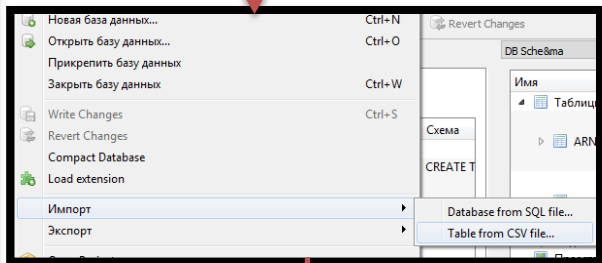 Новая база данных... Ctrl+N
Revert Changes
Открыть базу данных... Ctrl+O
DB Sche&ma
Прикрепить базу данных
Закрыть базу данных Ctrl+W
Имя
Таблиц
Write Changes Ctrl+S
Revert Changes
Схема
ARN
Compact Database
CREATE T
Load extension
Импорт
Database from SQL file...
Экспорт
Table from CSV file...